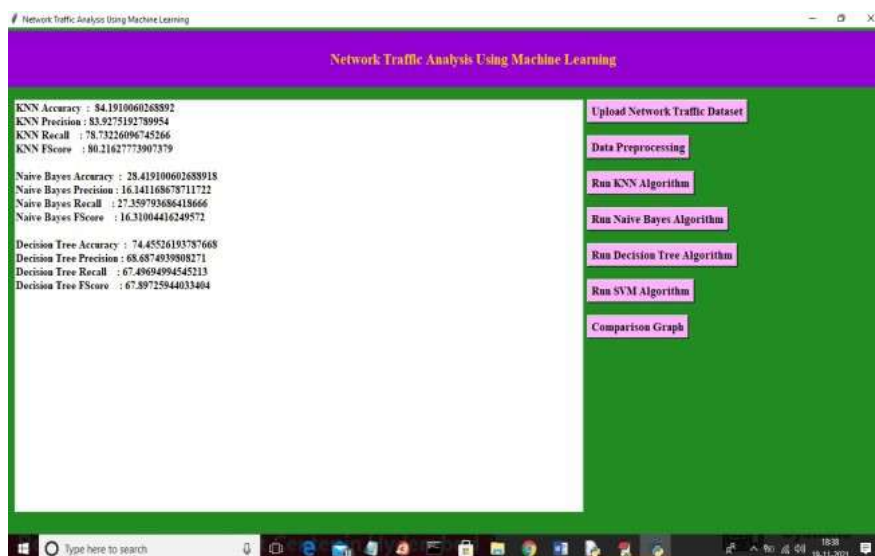 Network Traffic Analysis Using Machine Learning
Network Traffic Analysis Using Machine Learning
KNN Accuracy : 84.1910060268892
KNN Precision : 83.9275192789954
KNN Recall : 78.73226096745266
KNN FScore : 80.21627773907379
Naive Bayes Accuracy : 28.419100602688918
Naive Bayes Precision : 16.141168678711722
Naive Bayes Recall : 27.359793686418666
Naive Bayes FScore : 16.31004416249572
Decision Tree Accuracy : 74.45526193787668
Decision Tree Precision : 68.6874939808271
Decision Tree Recall : 67.49694994545213
Decision Tree FScore : 67.89725944033404
Upload Network Traffic Dataset
Data Preprocessing
Run KNN Algorithm
Run Naive Bayes Algorithm
Run Decision Tree Algorithm
Run SVM Algorithm
Comparison Graph
Type here to search
18:38
19-11-2021